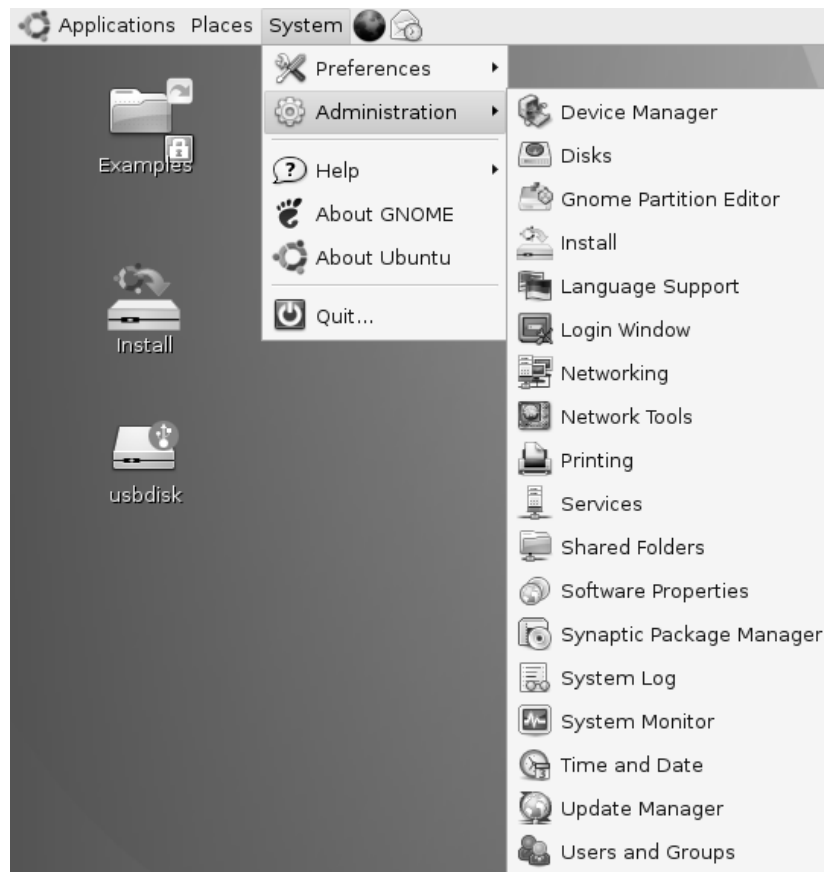 Applications Places System
Preferences
Administration
Help
About GNOME
About Ubuntu
Quit...
Device Manager
Disks
Gnome Partition Editor
Install
Language Support
Login Window
Networking
Network Tools
Printing
Services
Shared Folders
Software Properties
Synaptic Package Manager
System Log
System Monitor
Time and Date
Update Manager
Users and Groups
Examples
Install
usbdisk